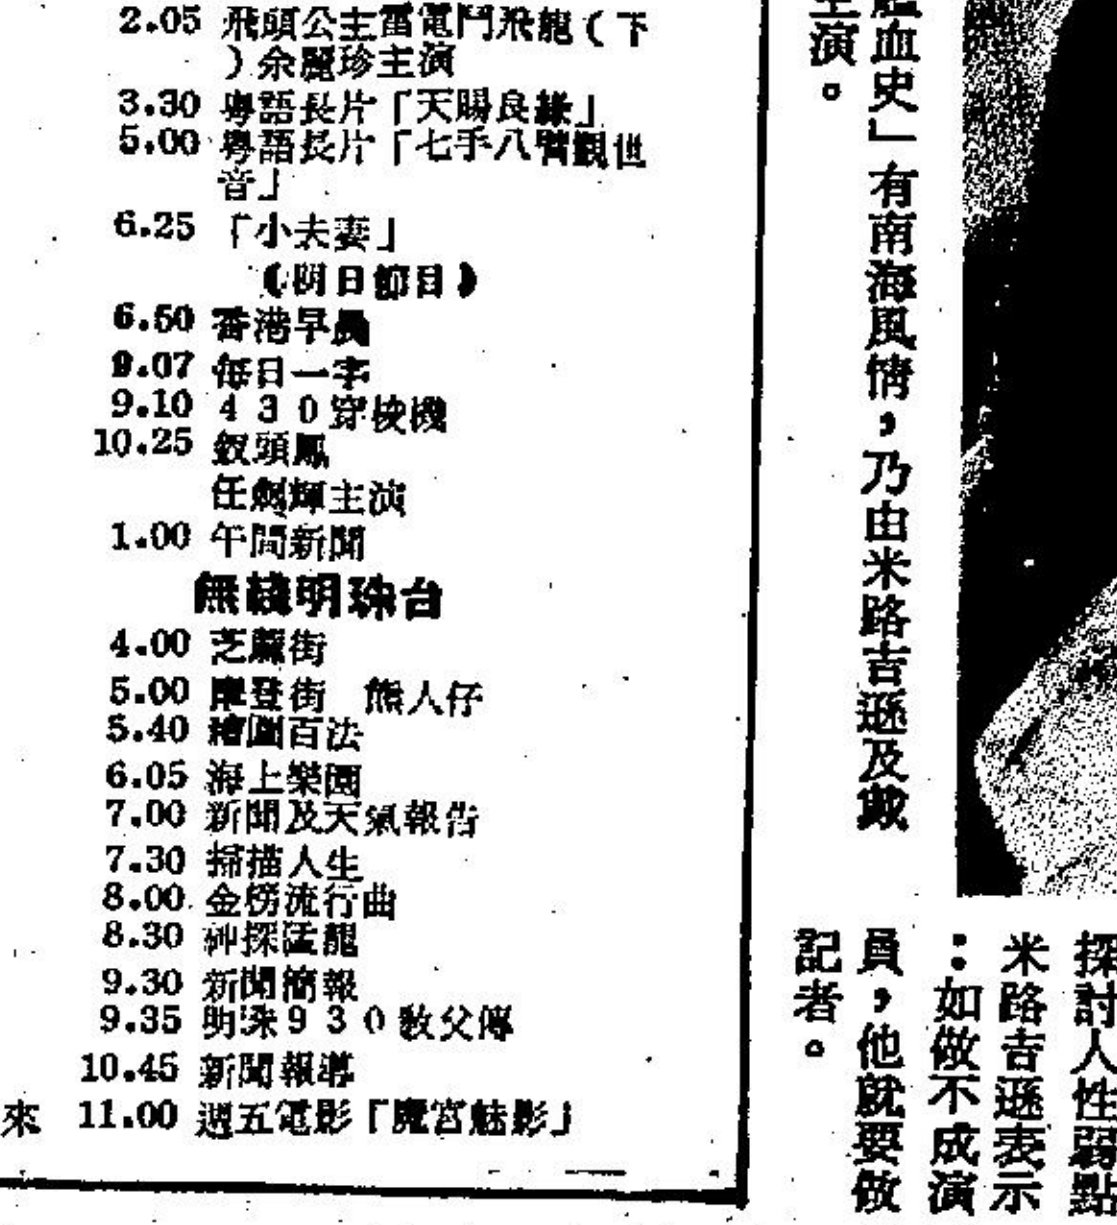 2.05 飛頭公主雷電鬥飛龍(下
)余麗珍主演
3.30 粵語長片「天賜良緣」
5.00 粵語長片「七手八臂觀世
音」
6.25 「小夫妻」
《明日節目》
6.50 香港早晨
9.07 每日一字
9.10 430穿梭機
10.25 釵頭鳳
任劍輝主演
1.00 午間新聞
無綫明珠台
4.00 芝蔴街
5.00 摩登街 熊人仔
5.40 繪圖百法
6.05 海上樂園
7.00 新聞及天氣報告
7.30 掃描人生
8.00 金榜流行曲
8.30 神探猛龍
9.30 新聞簡報
9.35 明珠930教父傳
10.45 新聞報導
來 11.00 週五電影「魔宮魅影」
血史」有南海風情,乃由米路吉遜及戴
主演。
探討人性弱點
米路吉遜表示
:如做不成演
員,他就要做
記者。